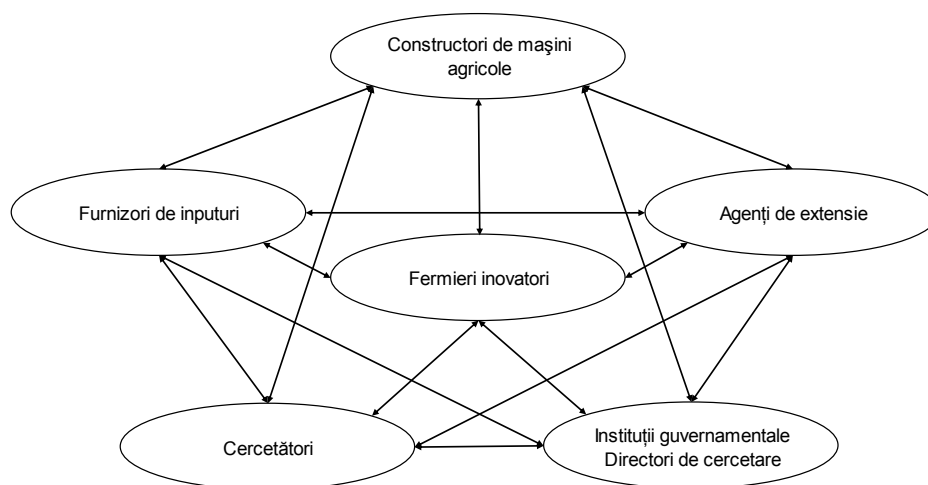 Constructori de maşini
agricole
Furnizori de inputuri
Agenți de extensie
Fermieri inovatori
Cercetători
Instituții guvernamentale
Directori de cercetare